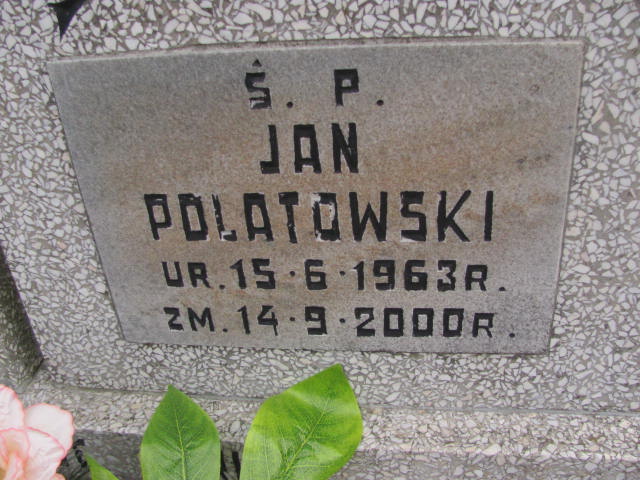 Ś. P.
JAN
POLATOWSKI
UR. 15·6·1963R.
ZM. 14·9·2000R.